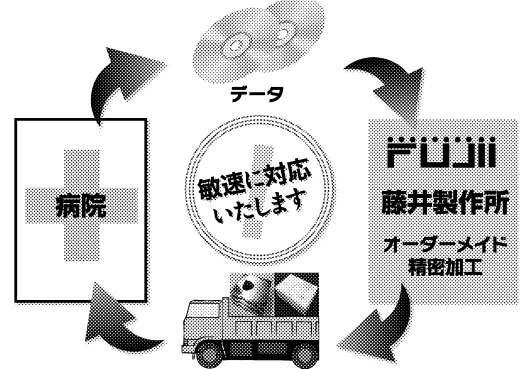 データ
病院
敏速に対応
いたします
FUJII
藤井製作所
オーダーメイド
精密加工